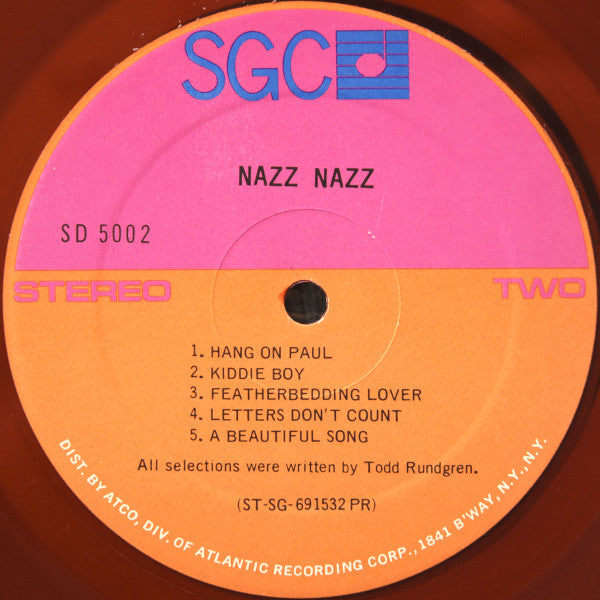 SGC
NAZZ NAZZ
SD 5002
STEREO TWO
1. HANG ON PAUL
2. KIDDIE BOY
3. FEATHERBEDDING LOVER
4. LETTERS DON'T COUNT
5. A BEAUTIFUL SONG
All selections were written by Todd Rundgren.
(ST-SG-691532 PR)
DIST. BY ATCO, DIV. OF ATLANTIC RECORDING CORP., 1841 B'WAY, N.Y., N.Y.